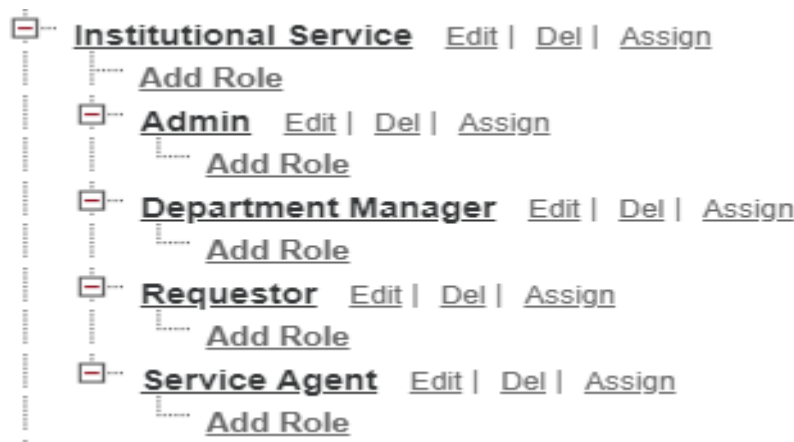 Institutional Service Edit | Del | Assign
Add Role
Admin Edit | Del | Assign
Add Role
Department Manager Edit | Del | Assign
Add Role
Requestor Edit | Del | Assign
Add Role
Service Agent Edit | Del | Assign
Add Role